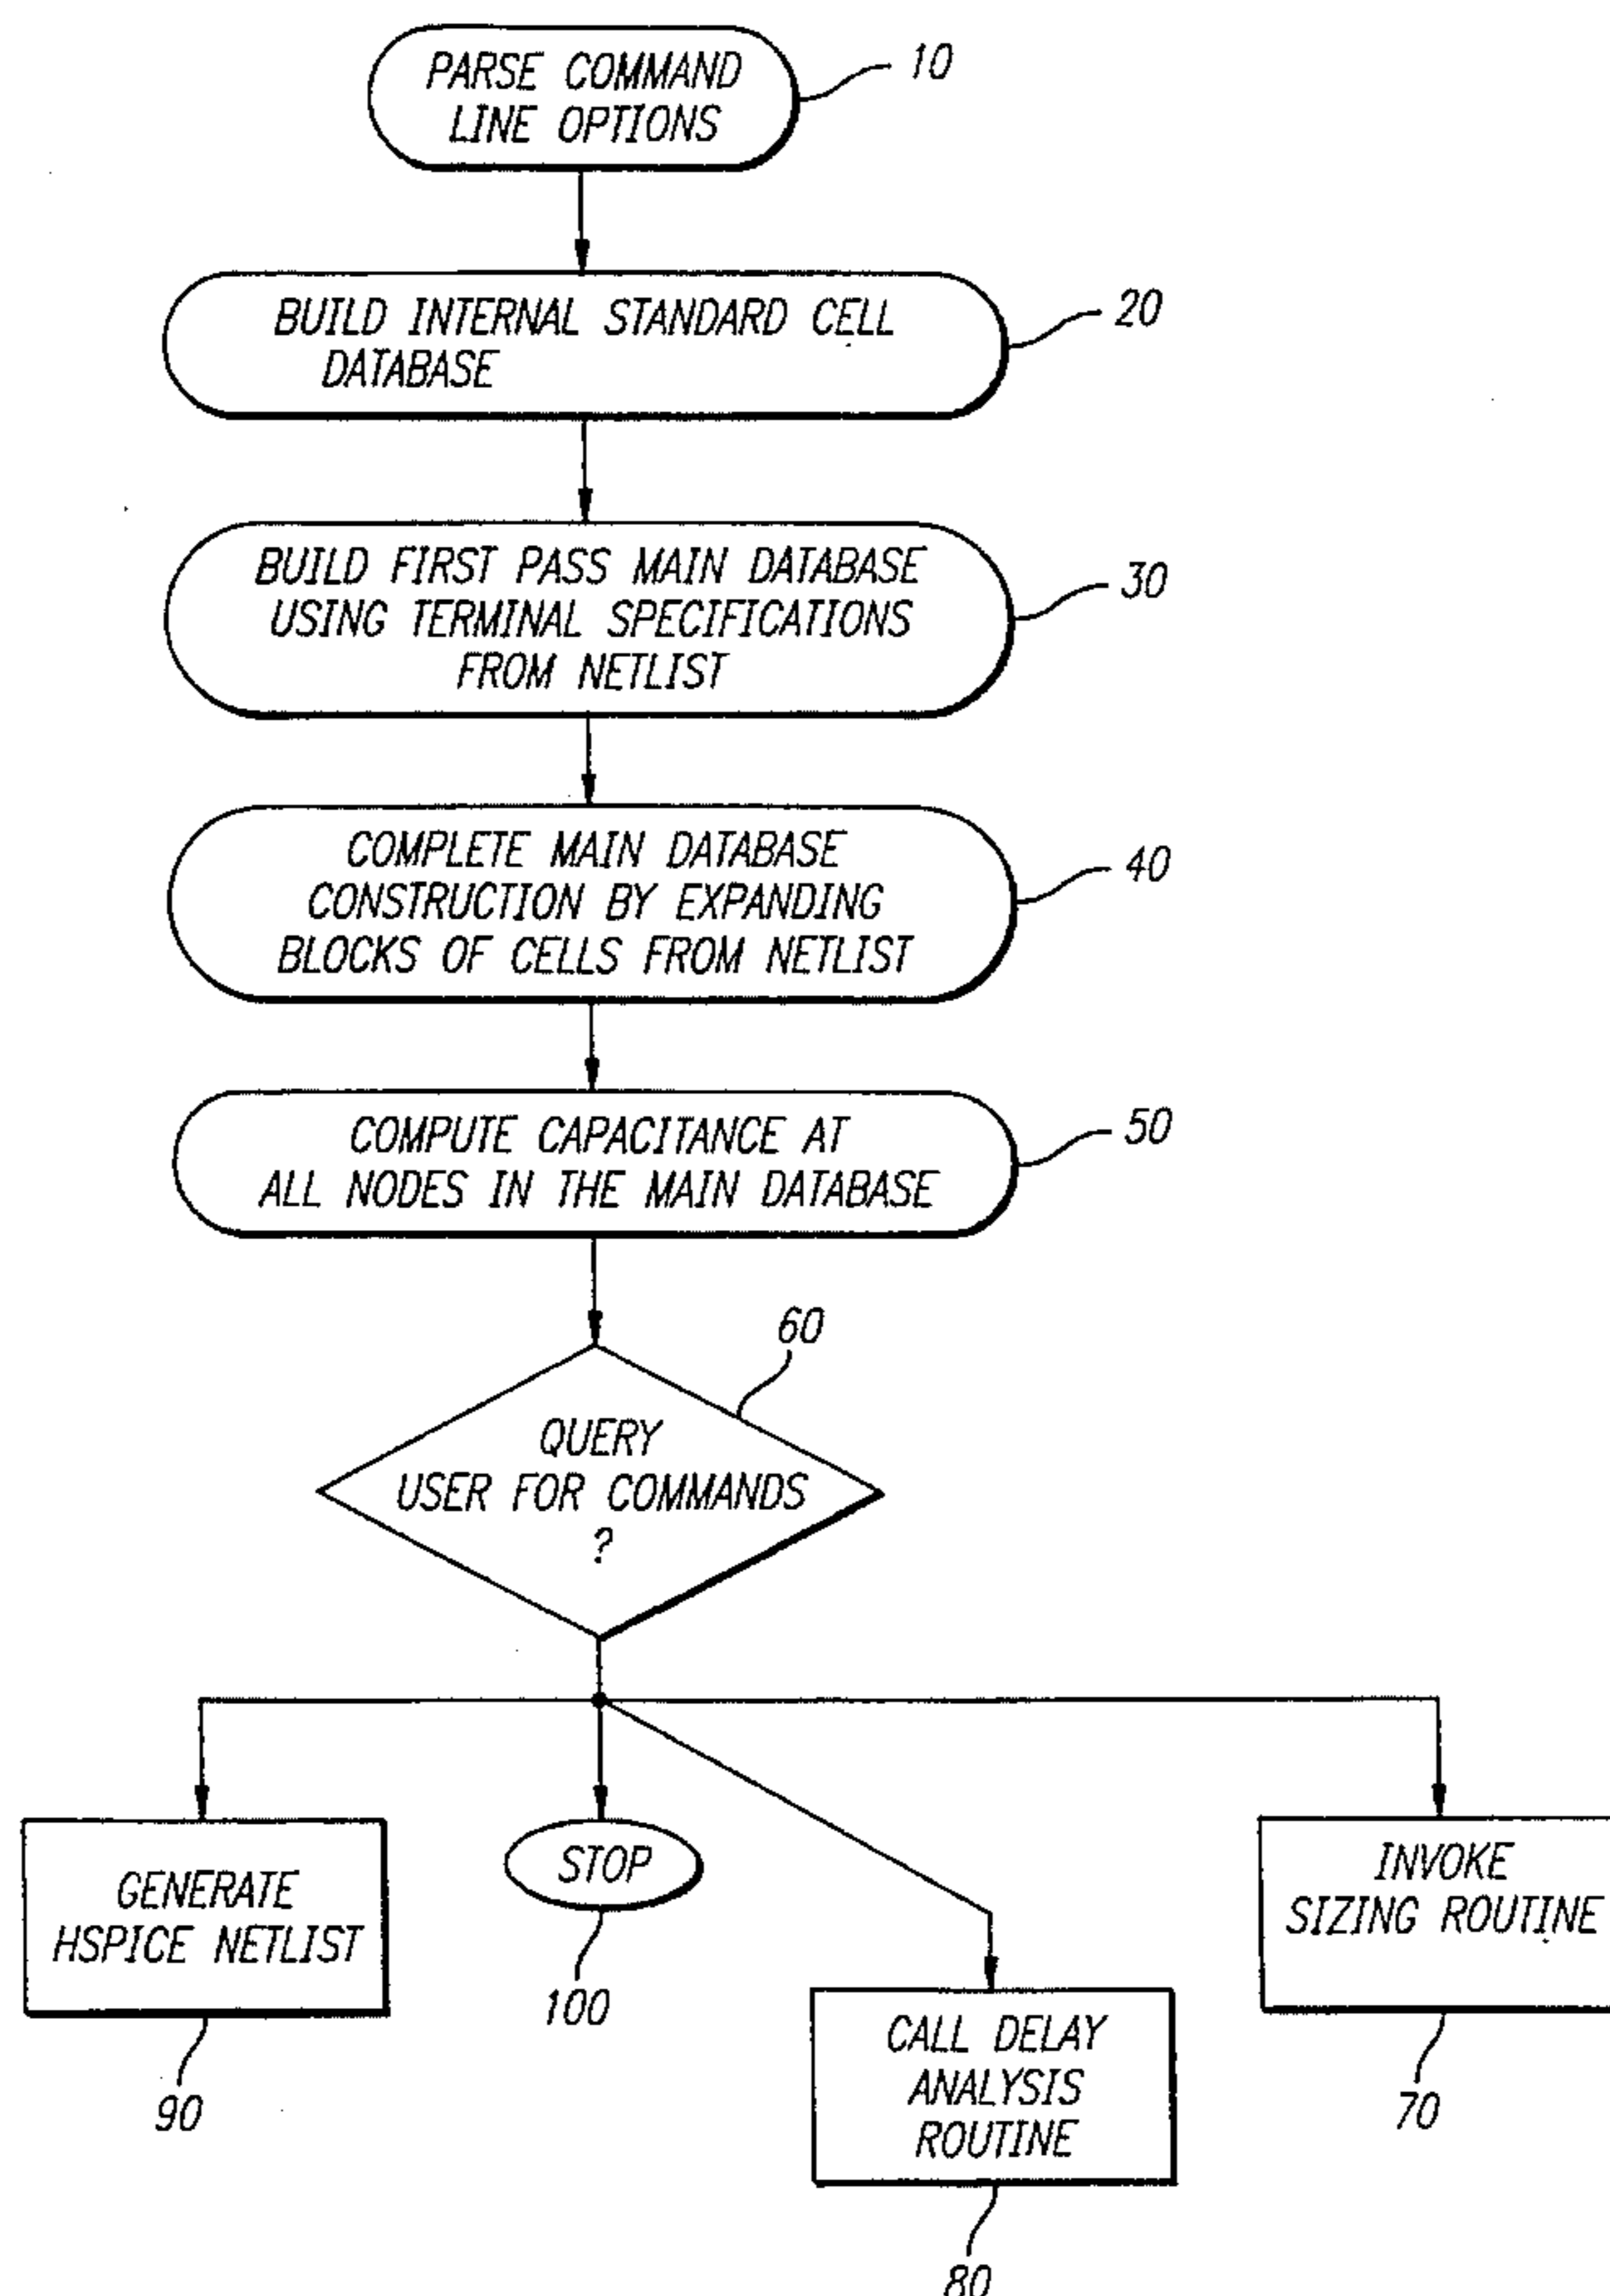 PARSE COMMAND
LINE OPTIONS
10
BUILD INTERNAL STANDARD CELL
DATABASE
20
BUILD FIRST PASS MAIN DATABASE
USING TERMINAL SPECIFICATIONS
FROM NETLIST
30
COMPLETE MAIN DATABASE
CONSTRUCTION BY EXPANDING
BLOCKS OF CELLS FROM NETLIST
40
COMPUTE CAPACITANCE AT
ALL NODES IN THE MAIN DATABASE
50
60
QUERY
USER FOR COMMANDS
?
GENERATE
HSPICE NETLIST
90
STOP
100
CALL DELAY
ANALYSIS
ROUTINE
80
INVOKE
SIZING ROUTINE
70